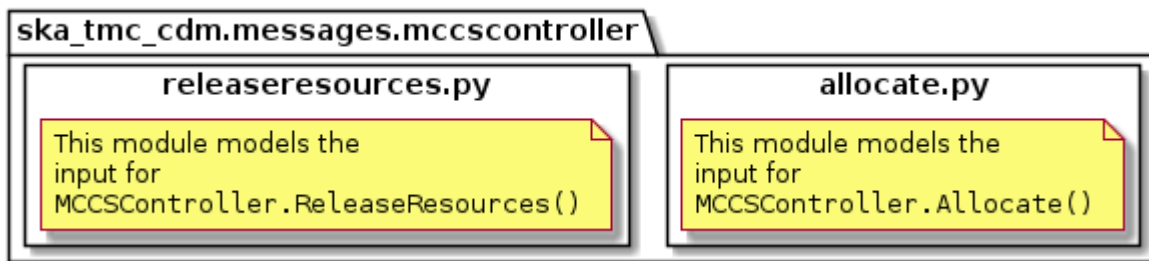 ska_tmc_cdm.messages.mccscontroller
releaseresources.py
This module models the
input for
MCCSController.ReleaseResources()
allocate.py
This module models the
input for
MCCSController.Allocate()